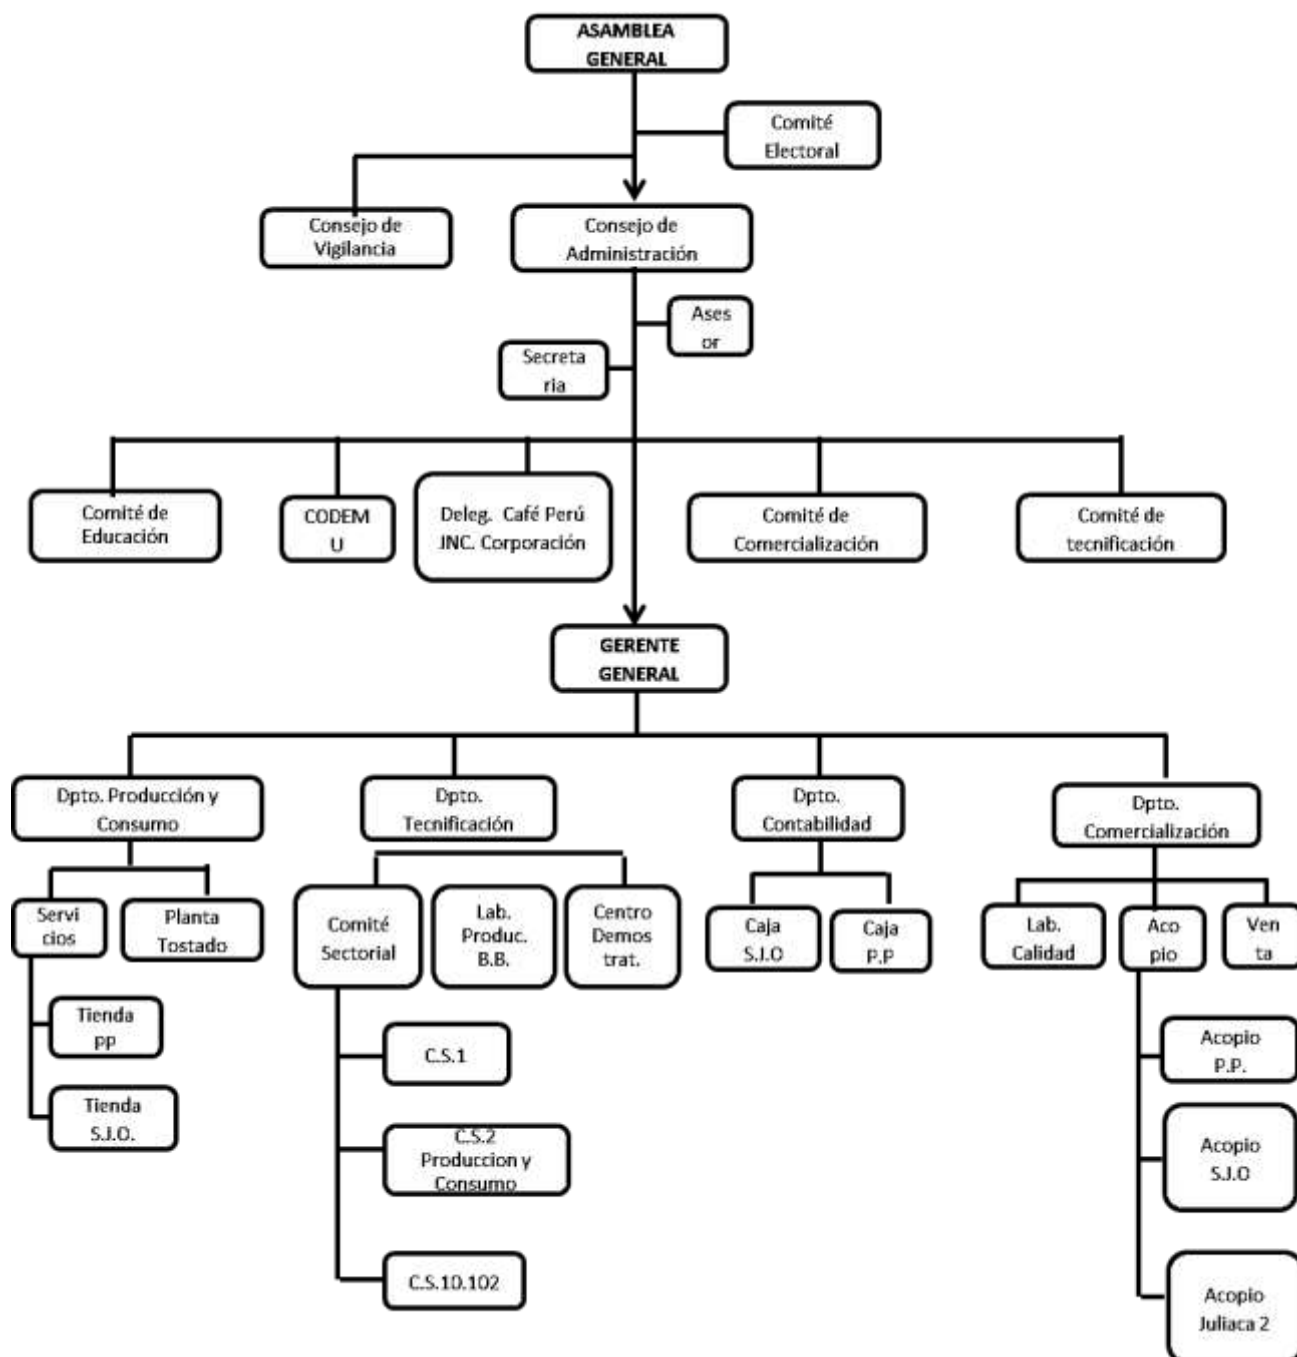 ASAMBLEA
GENERAL
Comité
Electoral
Consejo de
Vigilancia
Consejo de
Administración
Ases
or
Secreta
ria
Comité de
Educación
CODEM
U
Deleg. Café Perú
JNC. Corporación
Comité de
Comercialización
Comité de
tecnificación
GERENTE
GENERAL
Dpto. Producción y
Consumo
Dpto.
Tecnificación
Dpto.
Contabilidad
Dpto.
Comercialización
Servi
cios
Planta
Tostado
Comité
Sectorial
Lab.
Produc.
B.B.
Centro
Demos
trat.
Caja
S.J.O
Caja
P.P
Lab.
Calidad
Aco
pio
Ven
ta
Tienda
PP
Tienda
S.J.O.
C.S.1
C.S.2
Produccion y
Consumo
C.S.10.102
Acopio
P.P.
Acopio
S.J.O
Acopio
Juliaca 2